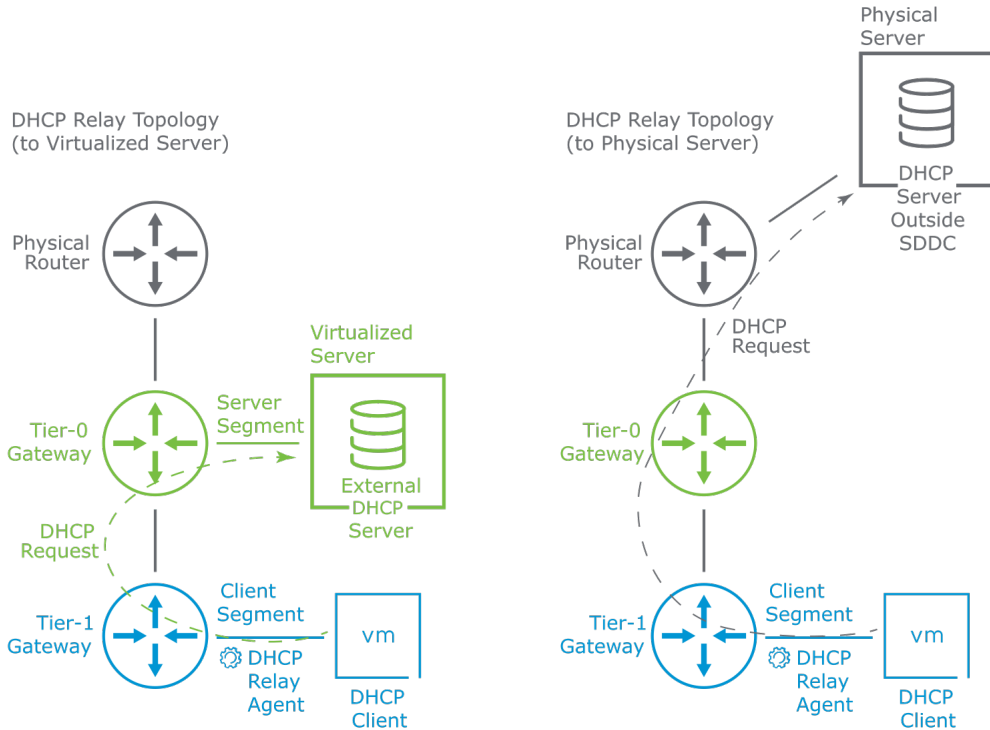 DHCP Relay Topology
(to Virtualized Server)
Physical
Router
Virtualized
Server
Server
Segment
Tier-0
Gateway
External
DHCP
Server
DHCP
Request
Client
Segment
Tier-1
Gateway
vm
DHCP
Relay
Agent
DHCP
Client
Physical
Server
DHCP Relay Topology
(to Physical Server)
DHCP
Server
Outside
SDDC
Physical
Router
DHCP
Request
Tier-0
Gateway
Client
Segment
Tier-1
Gateway
vm
DHCP
Relay
Agent
DHCP
Client